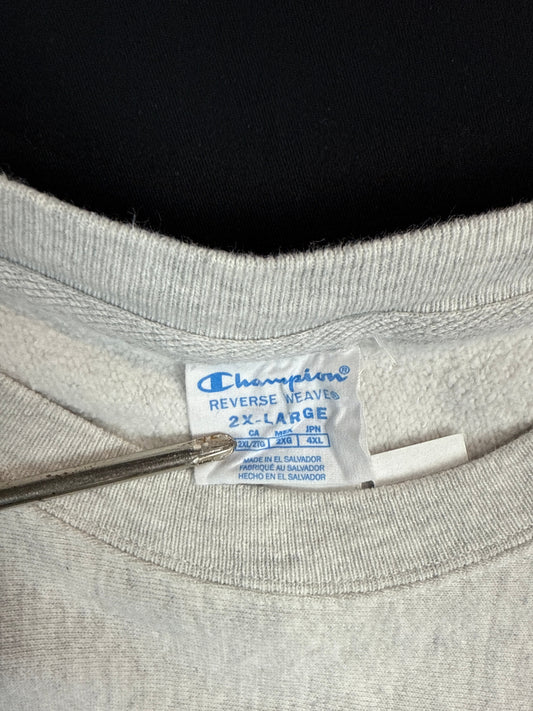 Champion®
REVERSE WEAVE®
2X-LARGE
CA MEX JPN
2XL/2TG 2XG 4XL
MADE IN EL SALVADOR
FABRIQUÉ AU SALVADOR
HECHO EN EL SALVADOR